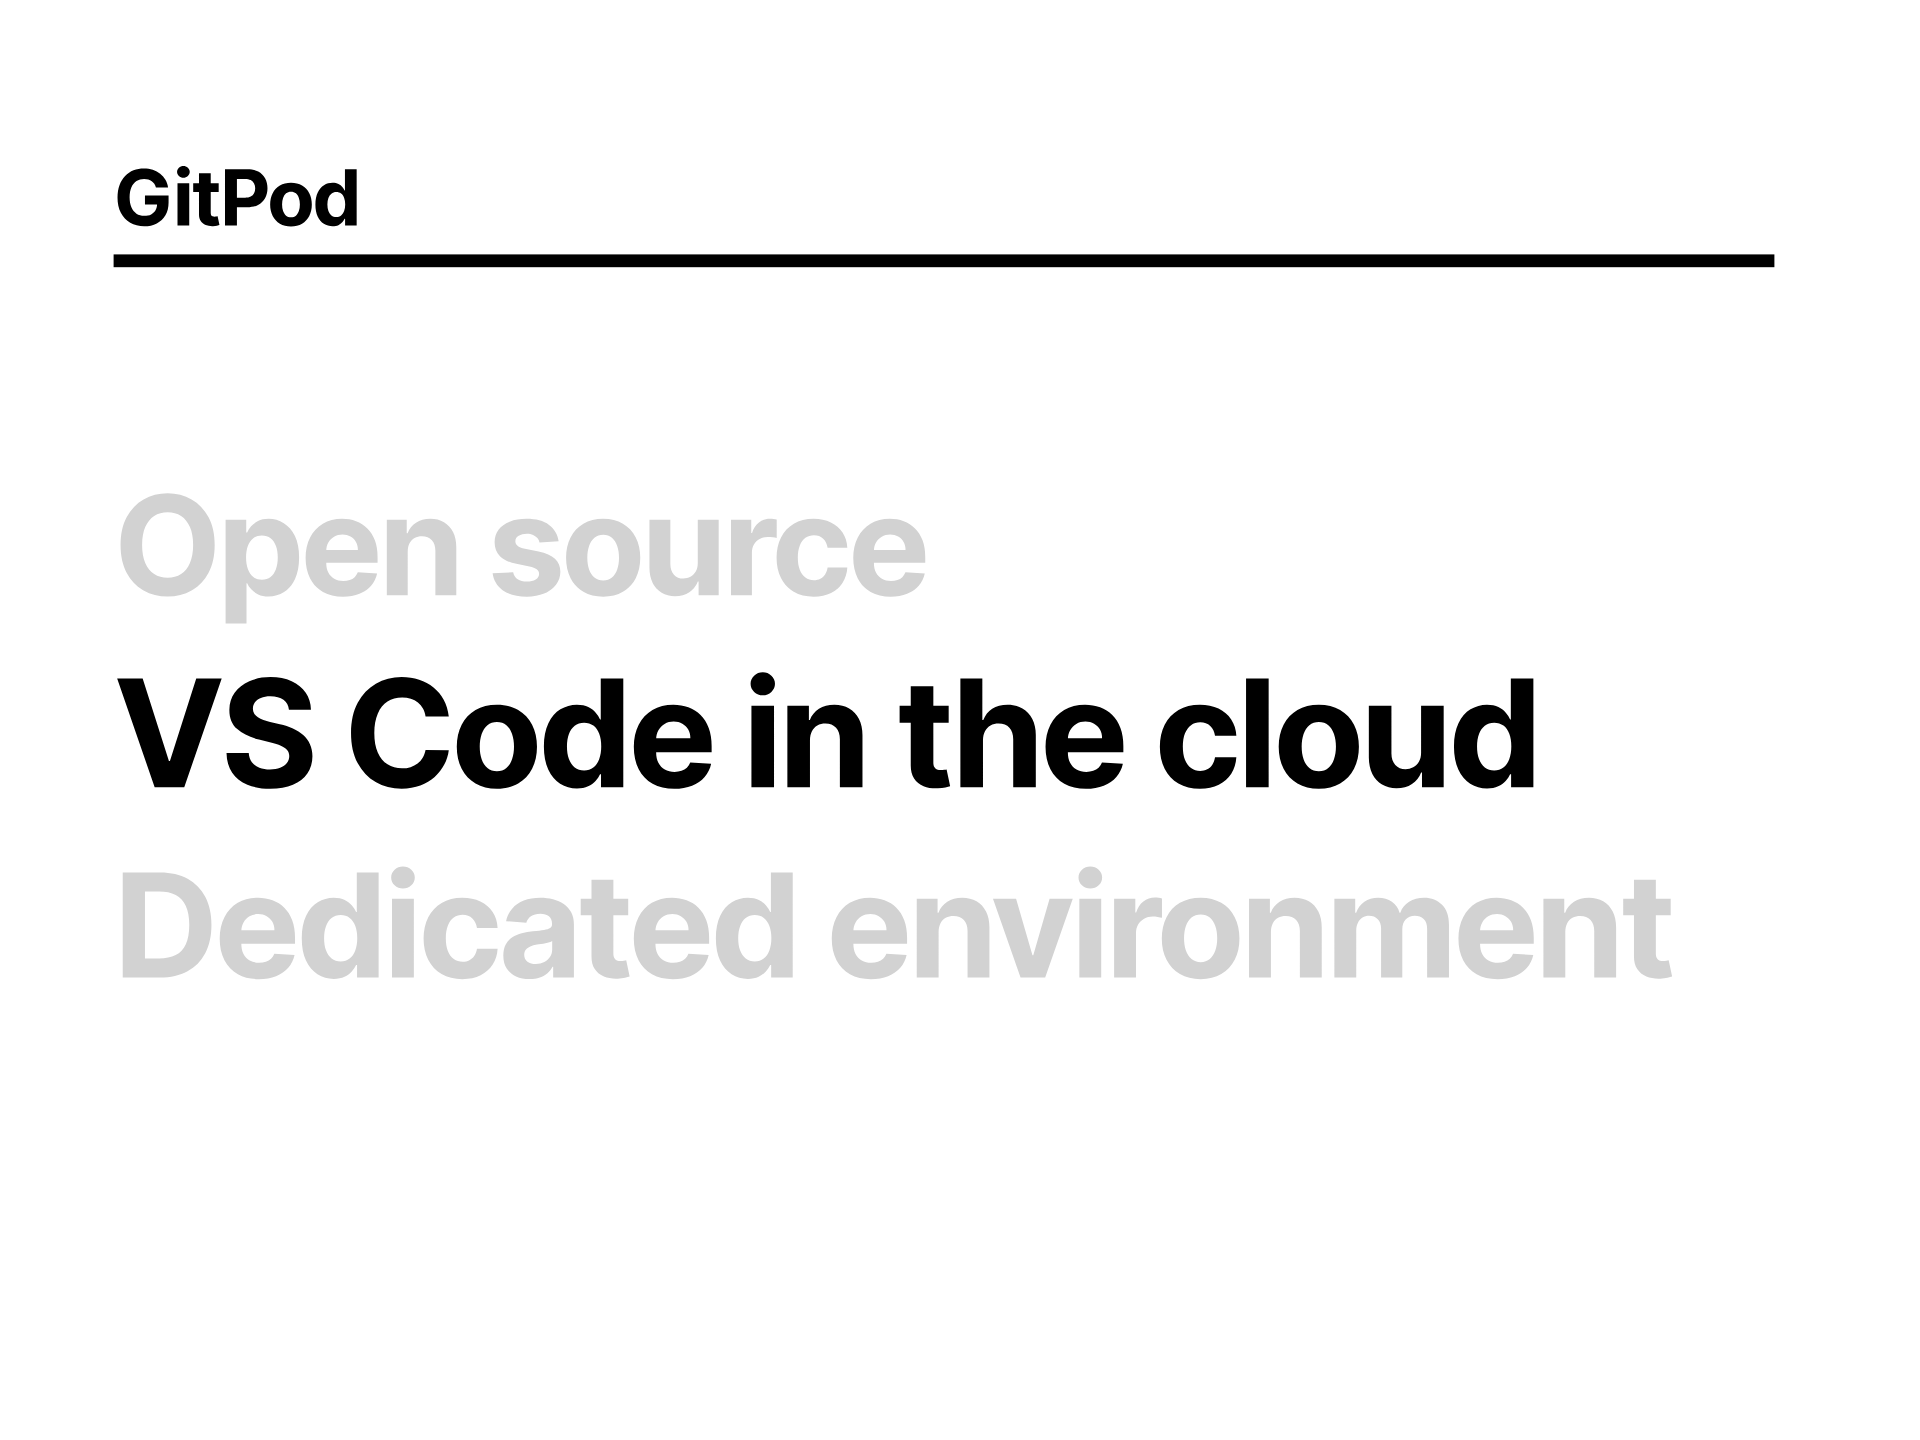 GitPod
Open source
VS Code in the cloud
Dedicated environment